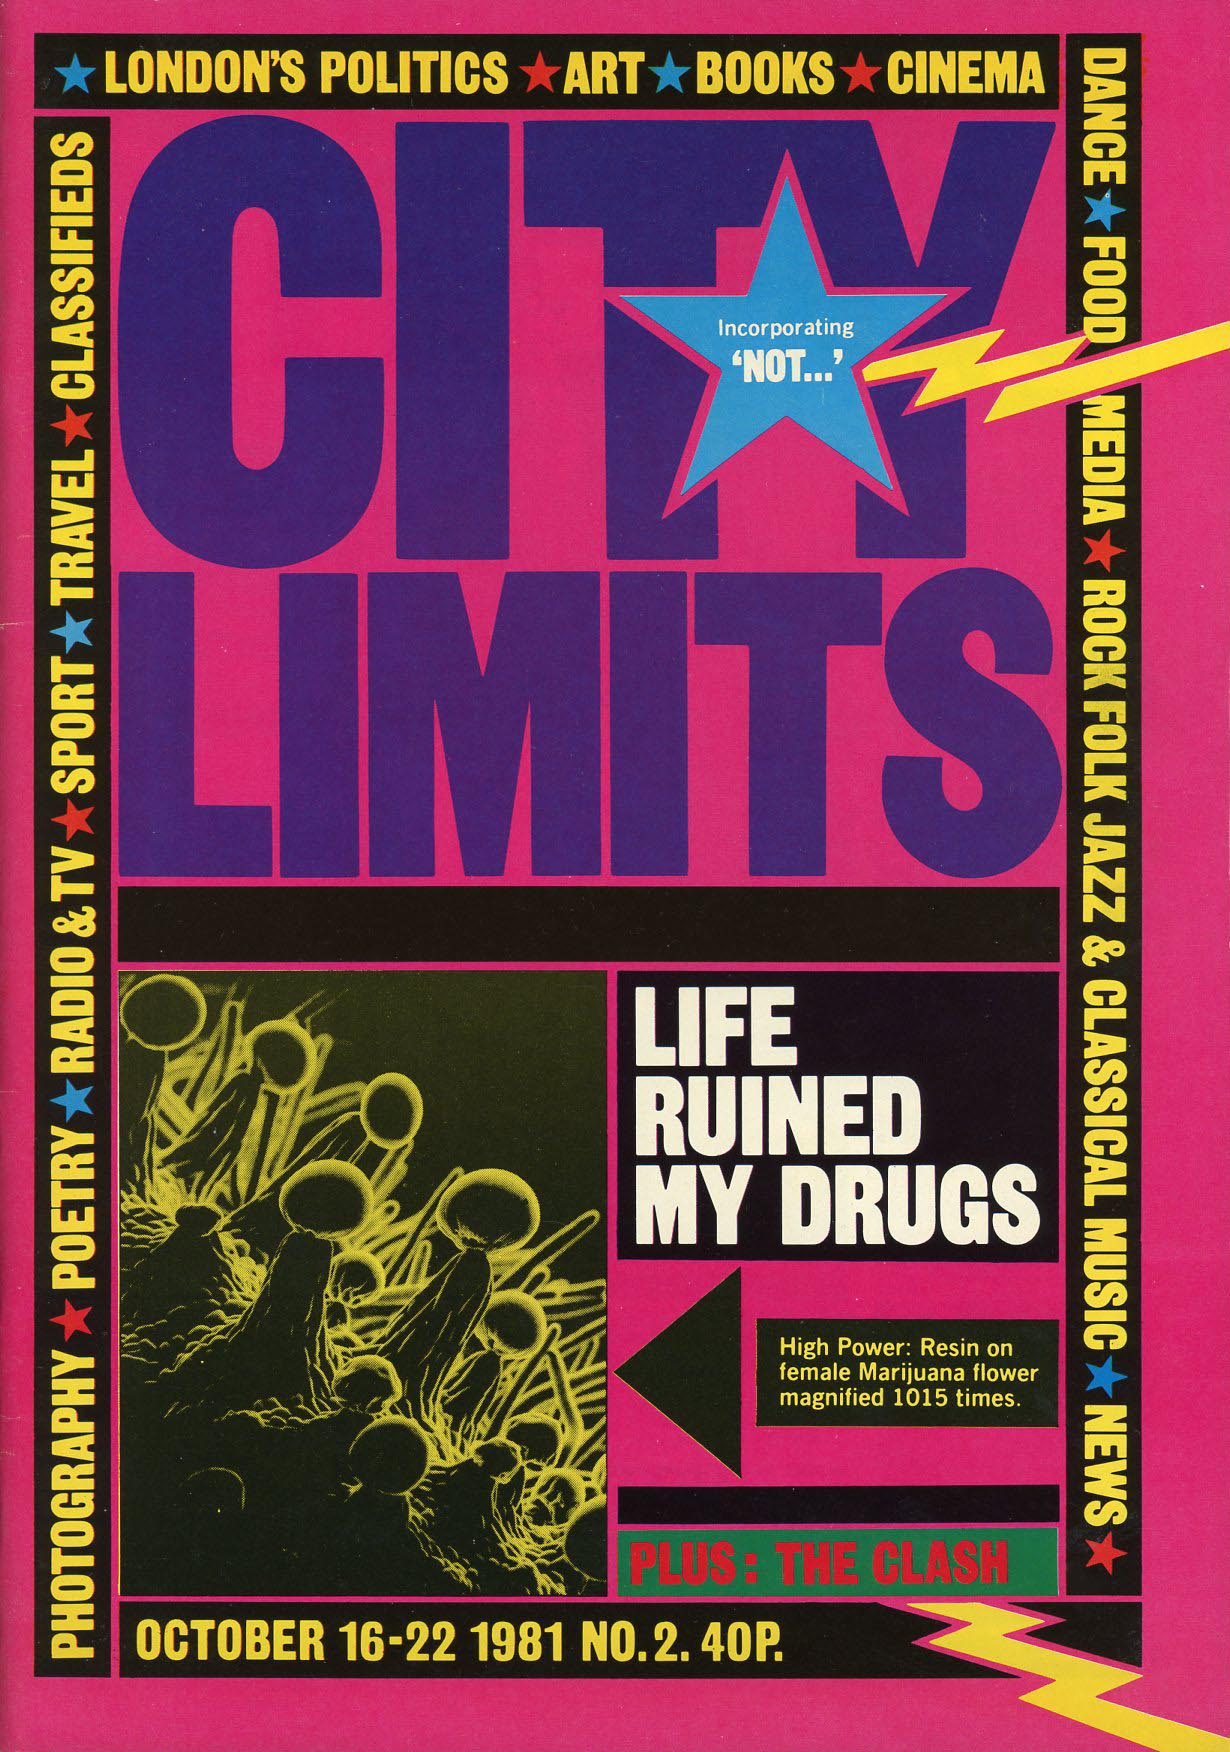 ★ LONDON'S POLITICS ★ ART ★ BOOKS ★ CINEMA
DANCE ★ FOOD MEDIA ★ ROCK FOLK JAZZ & CLASSICAL MUSIC ★ NEWS ★
PHOTOGRAPHY ★ POETRY ★ RADIO & TV ★ SPORT ★ TRAVEL ★ CLASSIFIEDS
CITY
Incorporating
'NOT...'
LIMITS
LIFE
RUINED
MY DRUGS
High Power: Resin on
female Marijuana flower
magnified 1015 times.
PLUS: THE CLASH
OCTOBER 16-22 1981 NO.2. 40P.